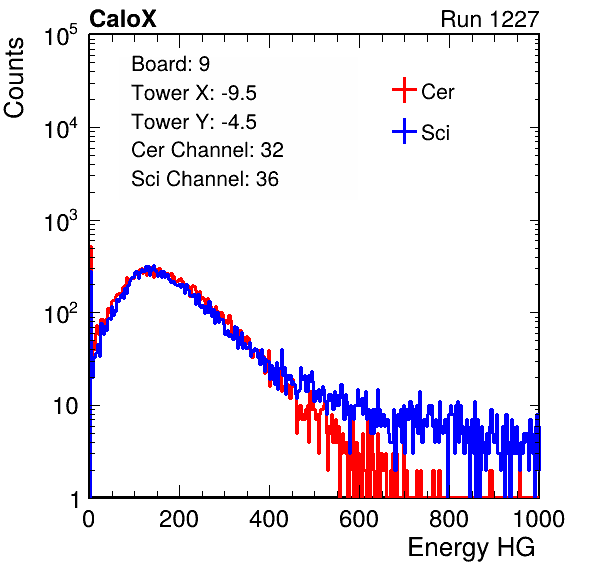 CaloX Run 1227
Counts
10^5
10^4
10^3
10^2
10
1
Board: 9
Tower X: -9.5
Tower Y: -4.5
Cer Channel: 32
Sci Channel: 36
Cer
Sci
0 200 400 600 800 1000
Energy HG